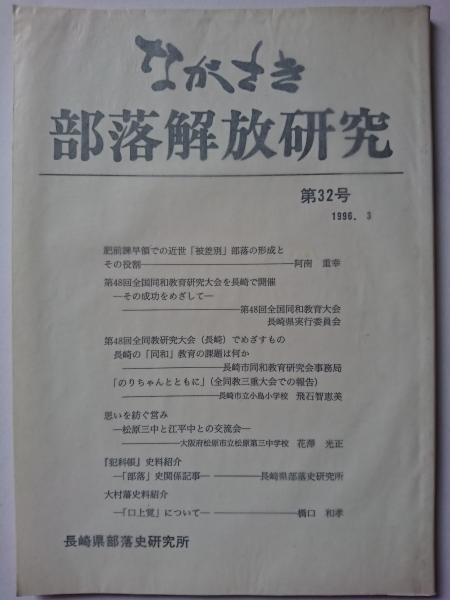 ながさき
部落解放研究
第32号
1996. 3
肥前諫早領での近世「被差別」部落の形成と
その役割――――――――阿南 重幸
第48回全国同和教育研究大会を長崎で開催
―その成功をめざして―
――――――第48回全国同和教育大会
長崎県実行委員会
第48回全同教研究大会(長崎)でめざすもの
長崎の「同和」教育の課題は何か
――――――長崎市同和教育研究会事務局
「のりちゃんとともに」(全同教三重大会での報告)
――――――長崎市立小島小学校 飛石智恵美
思いを紡ぐ営み
―松原三中と江平中との交流会―
――――大阪府松原市立松原第三中学校 花澤 光正
『犯科帳』史料紹介
―「部落」史関係記事― ――――長崎県部落史研究所
大村藩史料紹介
―「口上覚」について― ――――――橋口 和孝
長崎県部落史研究所